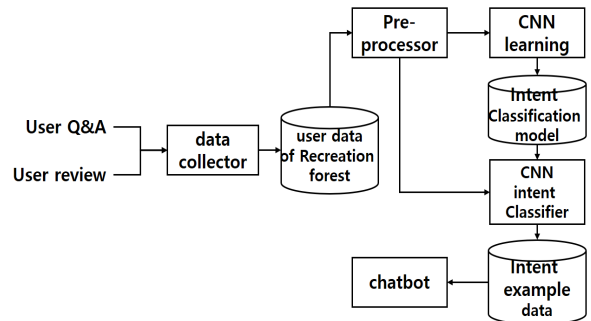 Pre-
processor
CNN
learning
User Q&A
User review
data
collector
user data
of Recreation
forest
Intent
Classification
model
CNN
intent
Classifier
chatbot
Intent
example
data